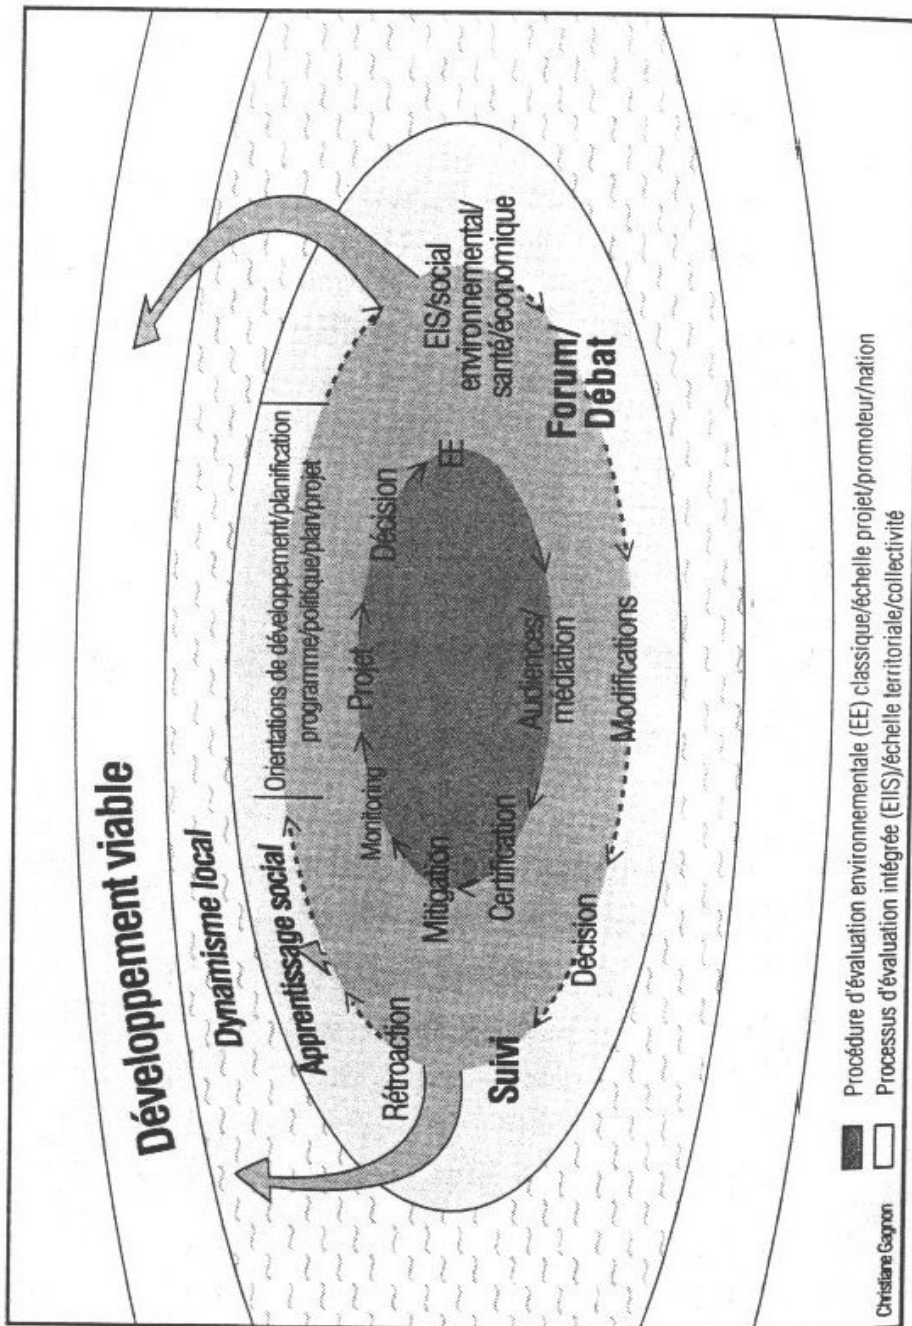 Développement viable
Dynamisme local
Apprentissage social
Orientations de développement/planification
programme/politique/plan/projet
Rétroaction
Monitoring
Projet
Décision
EIS/social
environnemental/
santé/économique
EE
Mitigation
Certification
Audiences/
médiation
Suivi
Forum/
Débat
Décision
Modifications
Christiane Gagnon
Procédure d'évaluation environnementale (EE) classique/échelle projet/promoteur/nation
Processus d'évaluation intégrée (EIIS)/échelle territoriale/collectivité